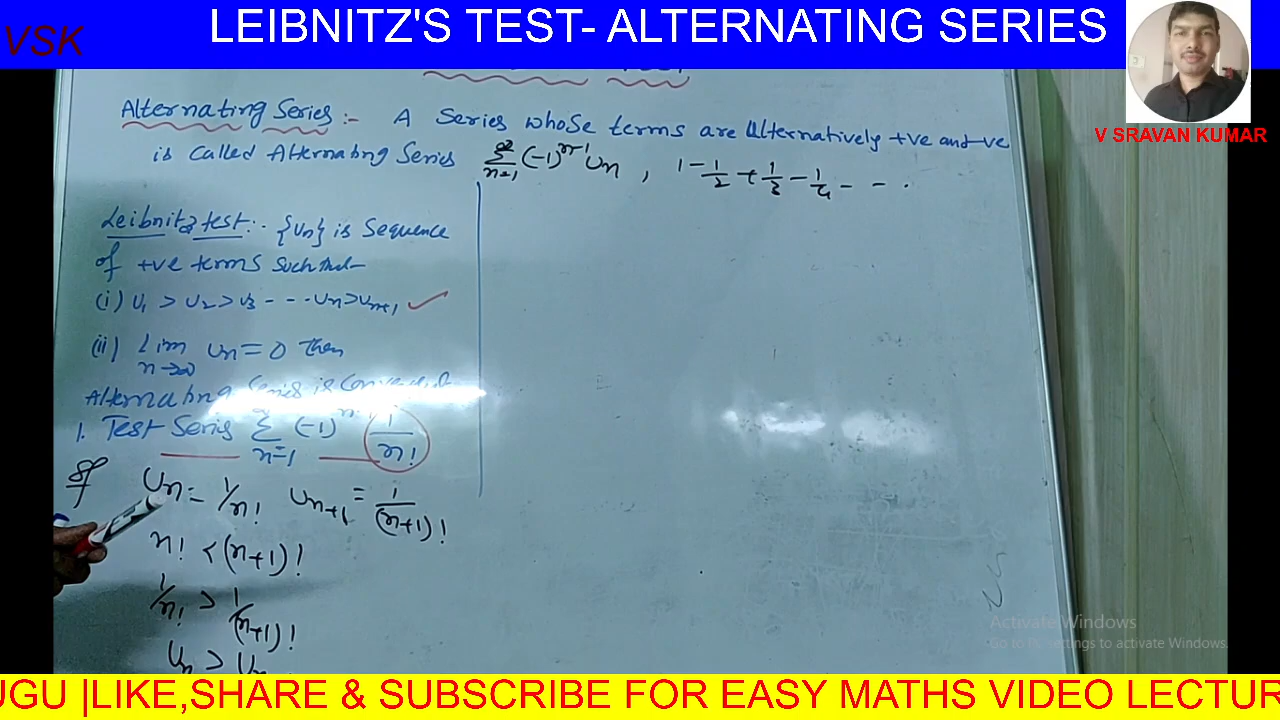 VSK
LEIBNITZ'S TEST- ALTERNATING SERIES
V SRAVAN KUMAR
Alternating Series :- A Series whose terms are alternatively +ve and -ve
is called Alternating Series ∑_{n=1}^{∞} (-1)^{n-1} Un , 1 - 1/2 + 1/3 - 1/4 - - .
Leibnitz test:- {Un} is Sequence
of +ve terms such that
(i) U1 > U2 > U3 - - - - Un > Un+1 ✓
(ii) Lim n→∞ Un = 0 then
Alternating Series is
1. Test Series ∑_{n=1} (-1)^n 1/n!
Sol
Un = 1/n! Un+1 = 1/(n+1)!
n! < (n+1)!
1/n! > 1/(n+1)!
Un > Un
Activate Windows
Go to PC settings to activate Windows.
UGU |LIKE,SHARE & SUBSCRIBE FOR EASY MATHS VIDEO LECTUR